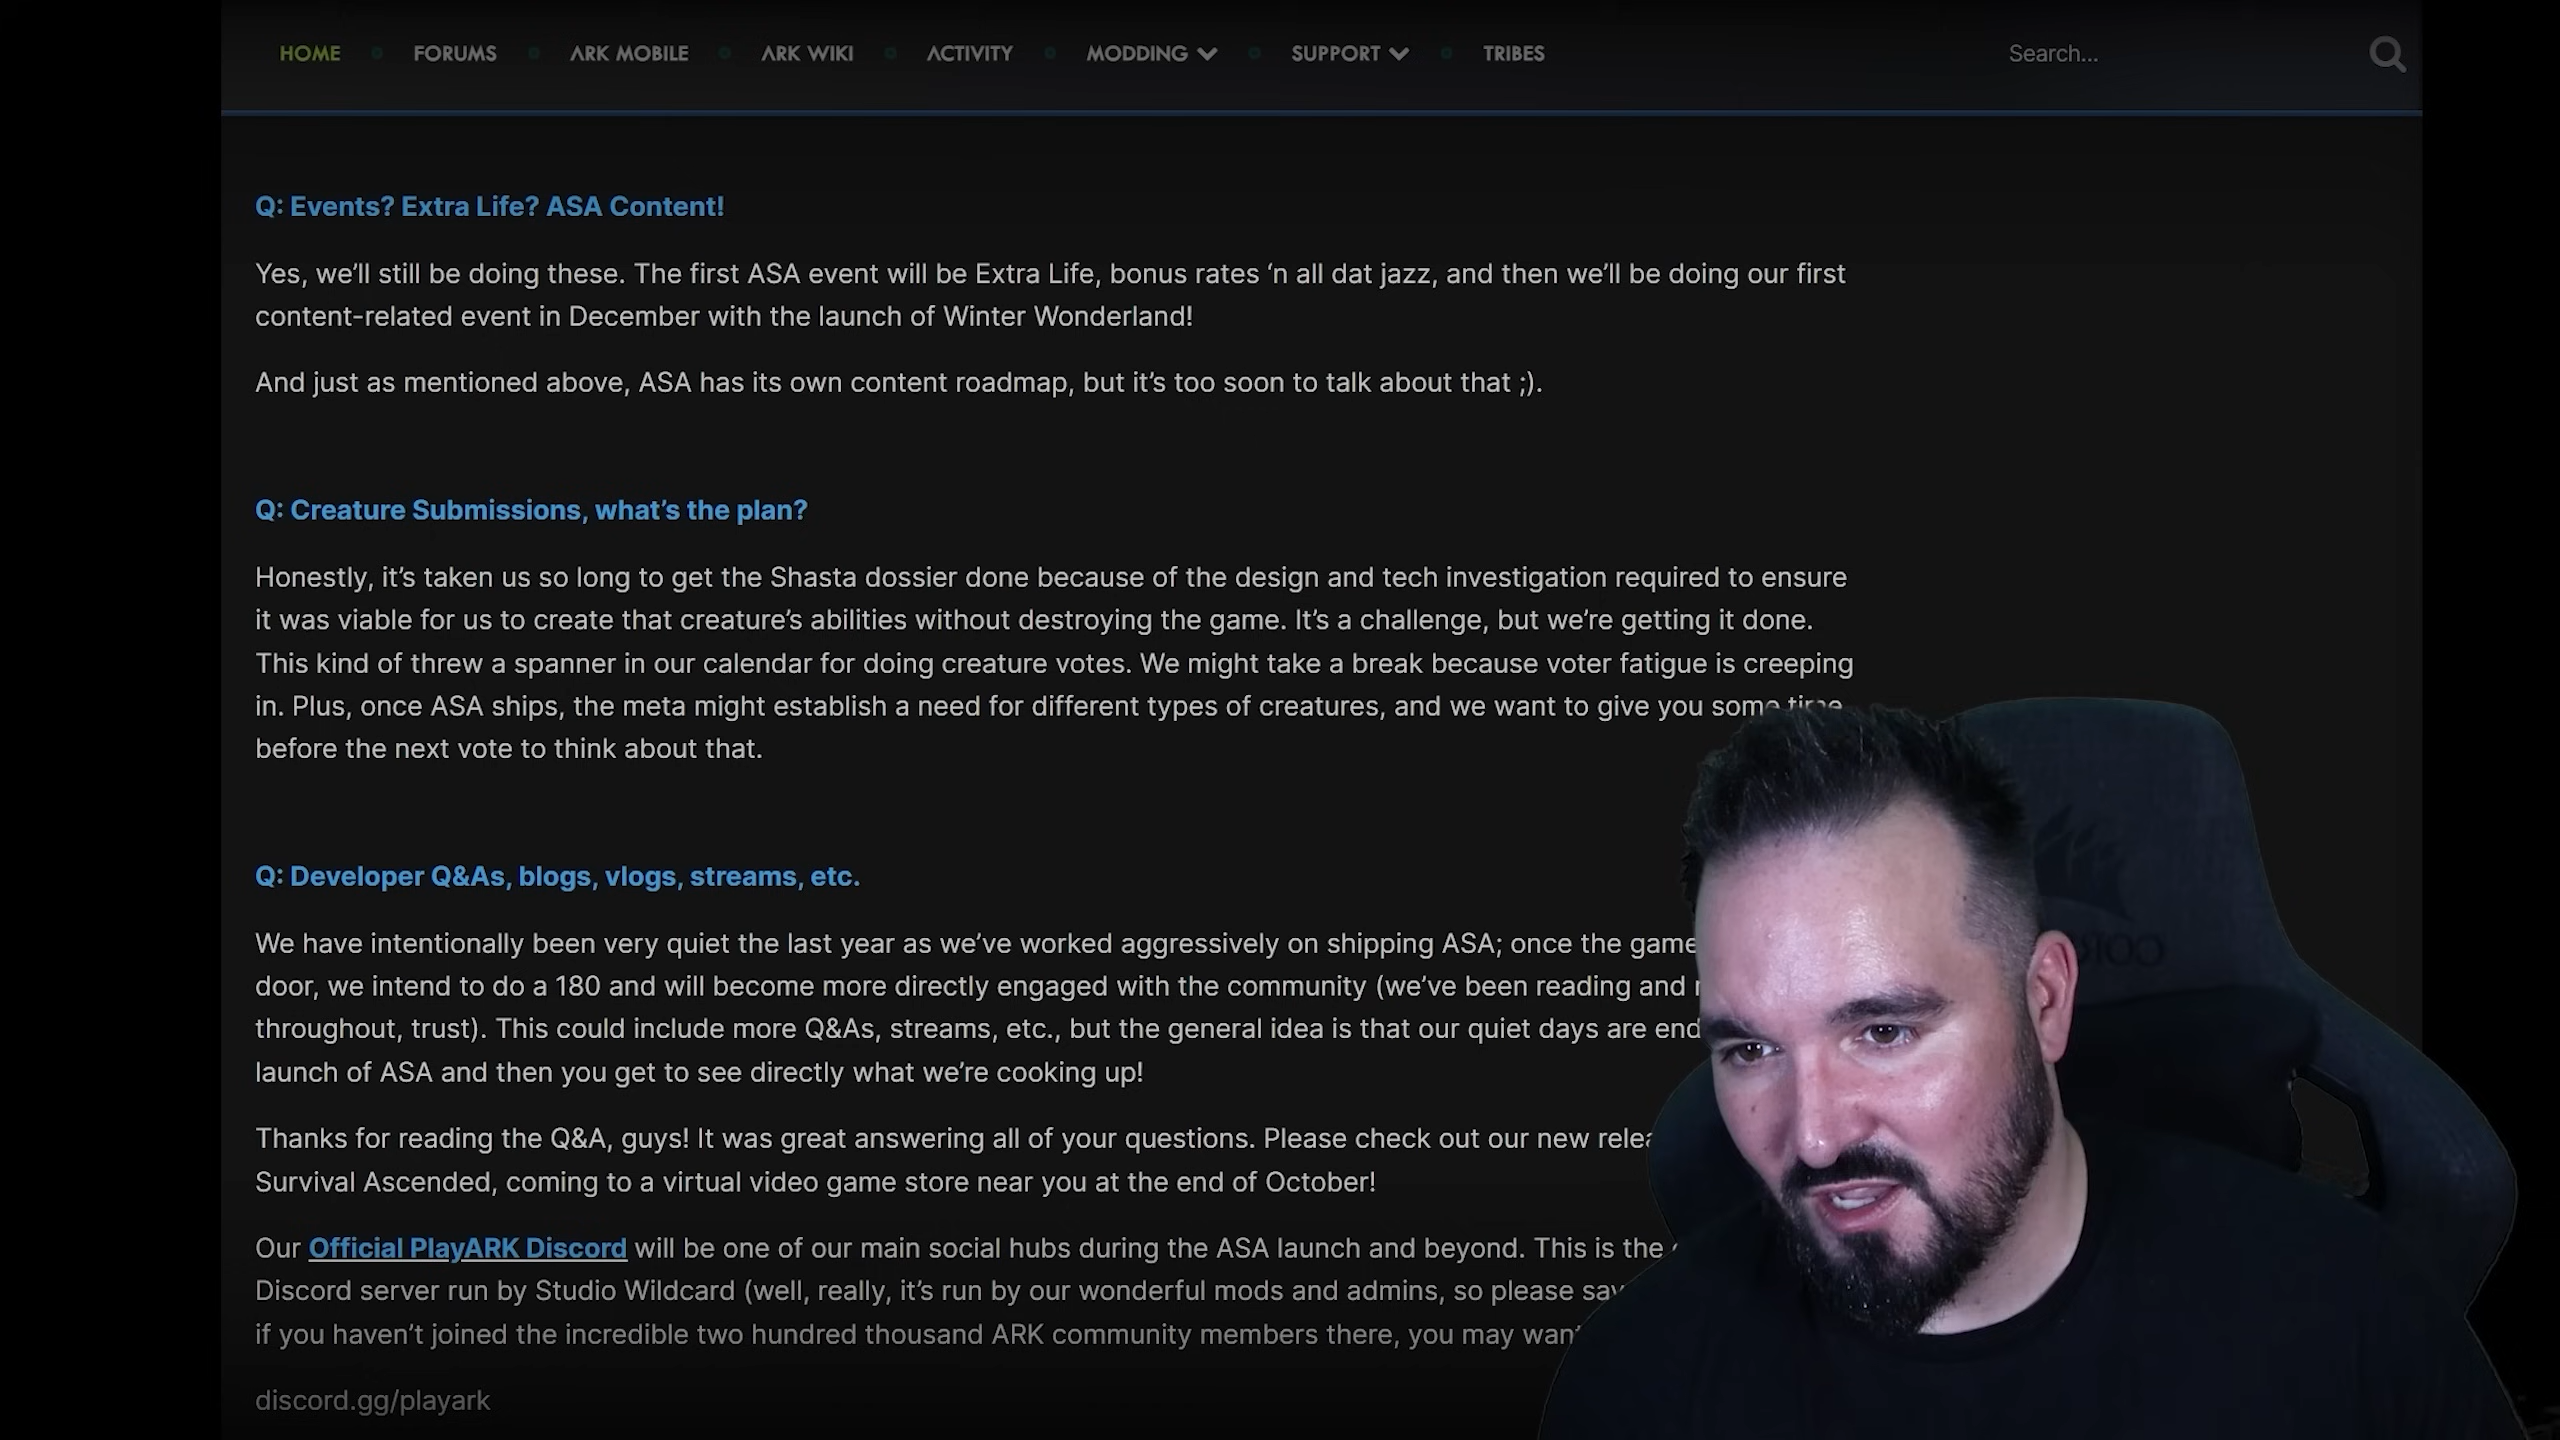 HOME FORUMS ARK MOBILE ARK WIKI ACTIVITY MODDING SUPPORT TRIBES Search...
Q: Events? Extra Life? ASA Content!
Yes, we’ll still be doing these. The first ASA event will be Extra Life, bonus rates ‘n all dat jazz, and then we’ll be doing our first
content-related event in December with the launch of Winter Wonderland!
And just as mentioned above, ASA has its own content roadmap, but it’s too soon to talk about that ;).
Q: Creature Submissions, what’s the plan?
Honestly, it’s taken us so long to get the Shasta dossier done because of the design and tech investigation required to ensure
it was viable for us to create that creature’s abilities without destroying the game. It’s a challenge, but we’re getting it done.
This kind of threw a spanner in our calendar for doing creature votes. We might take a break because voter fatigue is creeping
in. Plus, once ASA ships, the meta might establish a need for different types of creatures, and we want to give you some time
before the next vote to think about that.
Q: Developer Q&As, blogs, vlogs, streams, etc.
We have intentionally been very quiet the last year as we’ve worked aggressively on shipping ASA; once the game
door, we intend to do a 180 and will become more directly engaged with the community (we’ve been reading and
throughout, trust). This could include more Q&As, streams, etc., but the general idea is that our quiet days are
launch of ASA and then you get to see directly what we’re cooking up!
Thanks for reading the Q&A, guys! It was great answering all of your questions. Please check out our new
Survival Ascended, coming to a virtual video game store near you at the end of October!
Our Official PlayARK Discord will be one of our main social hubs during the ASA launch and beyond. This is the
Discord server run by Studio Wildcard (well, really, it’s run by our wonderful mods and admins, so please
if you haven’t joined the incredible two hundred thousand ARK community members there, you may
discord.gg/playark